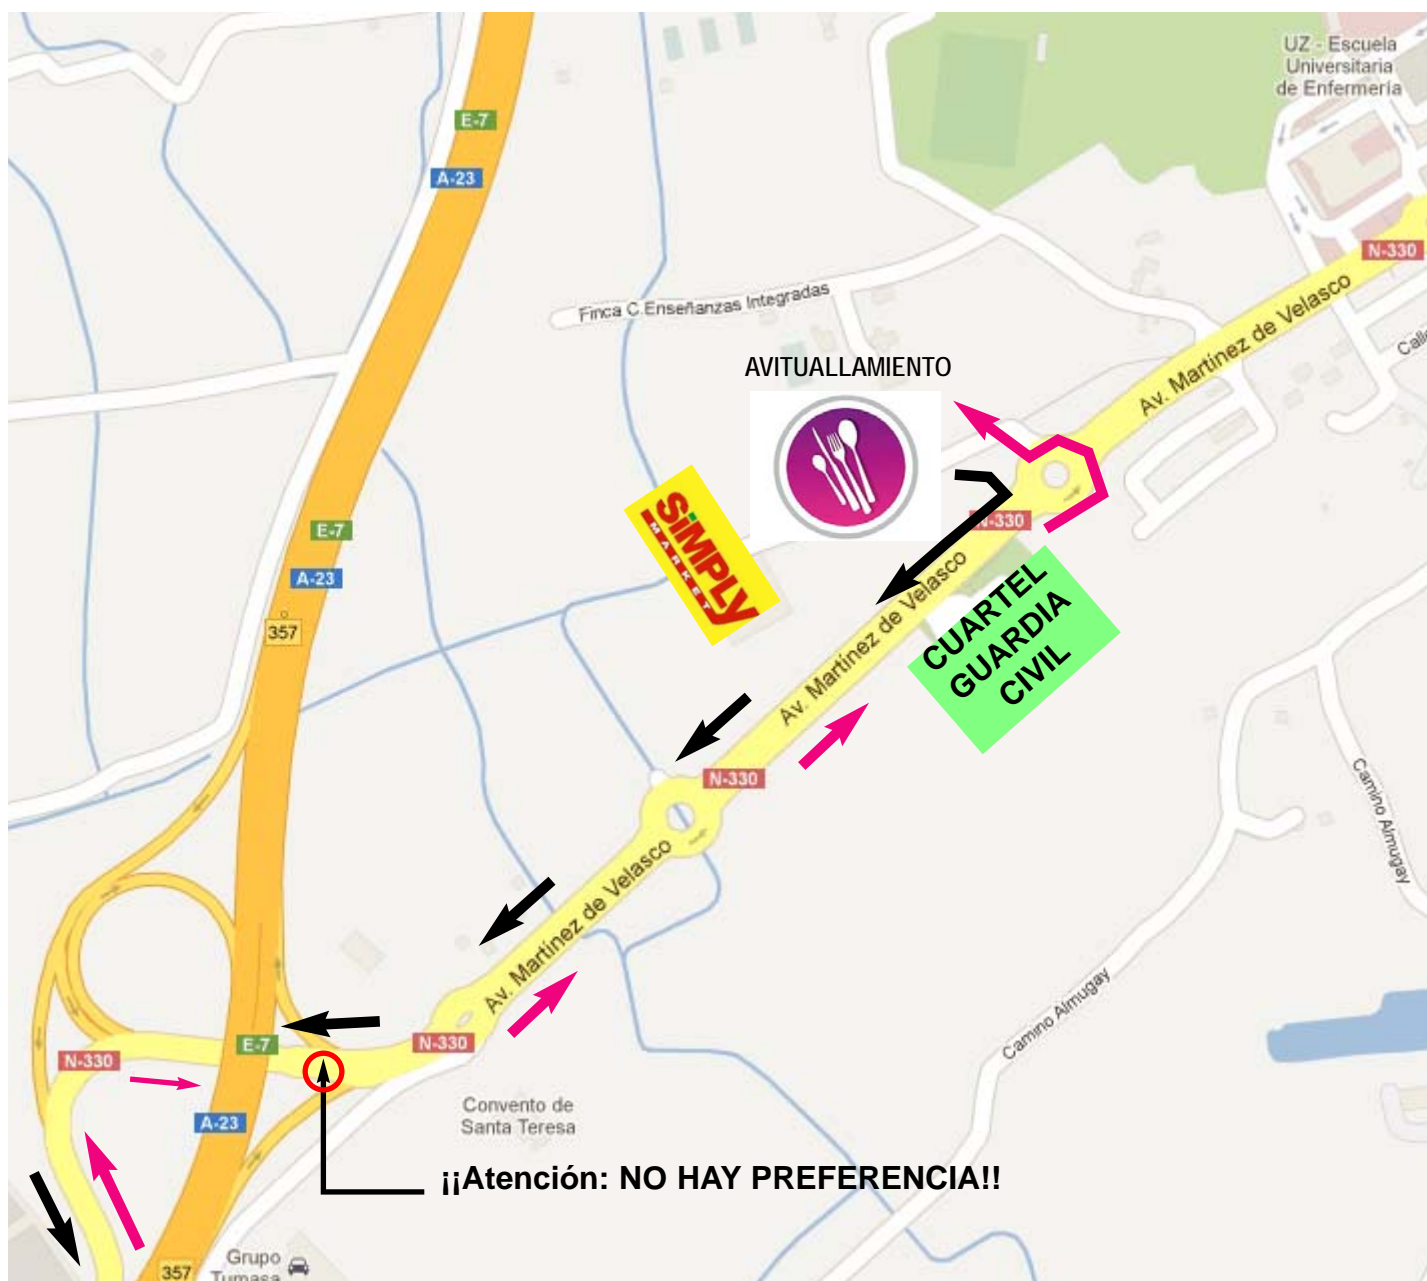 UZ - Escuela
Universitaria
de Enfermería
E-7
A-23
N-330
Finca C.Enseñanzas Integradas
Av. Martínez de Velasco
Calle
AVITUALLAMIENTO
SiMPLY
MARKET
N-330
E-7
A-23
357
Av. Martínez de Velasco
CUARTEL
GUARDIA
CIVIL
N-330
Camino Almugay
Av. Martínez de Velasco
Camino Almugay
N-330
E-7
N-330
A-23
Convento de
Santa Teresa
¡¡Atención: NO HAY PREFERENCIA!!
Grupo
Tumasa
357